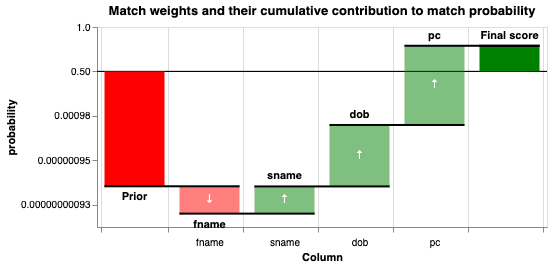 Match weights and their cumulative contribution to match probability
1.0
0.50
0.00098
0.00000095
0.00000000093
probability
Prior
fname
sname
dob
pc
Final score
↓
↑
↑
↑
fname
sname
dob
pc
Column